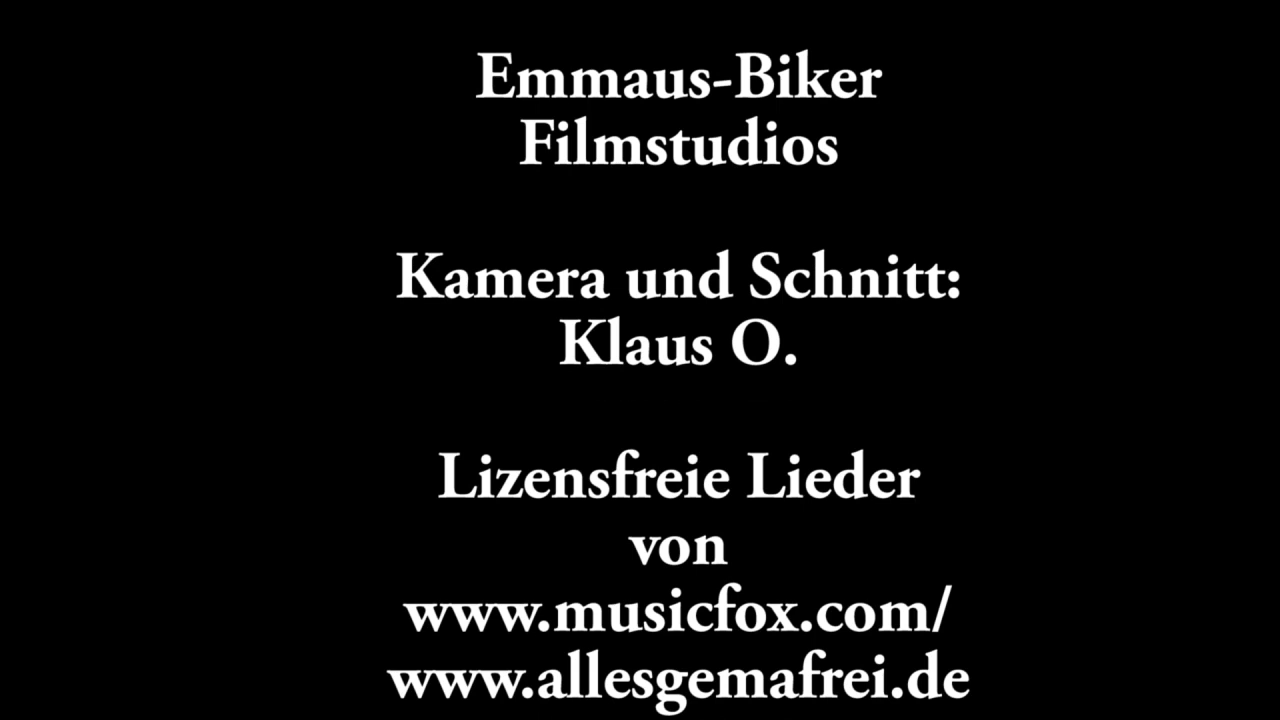 Emmaus-Biker
Filmstudios
Kamera und Schnitt:
Klaus O.
Lizensfreie Lieder
von
www.musicfox.com/
www.allesgemafrei.de